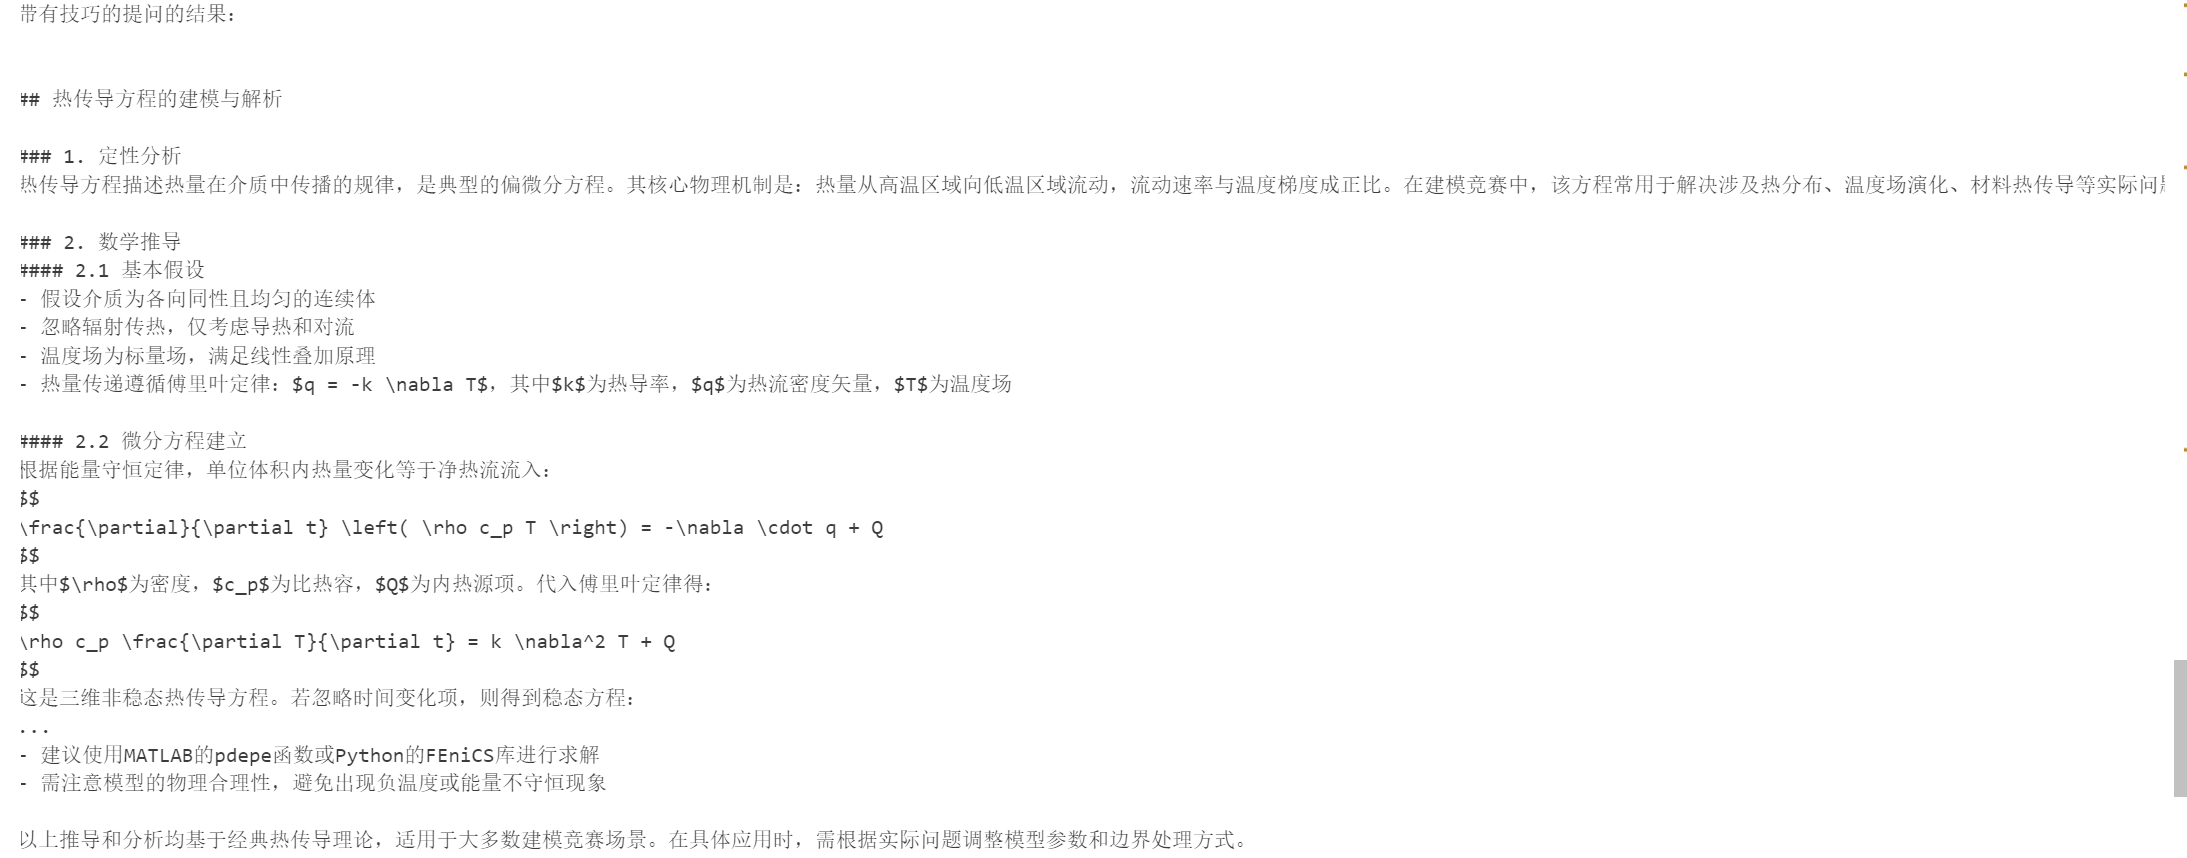 带有技巧的提问的结果:
## 热传导方程的建模与解析
### 1. 定性分析
热传导方程描述热量在介质中传播的规律，是典型的偏微分方程。其核心物理机制是：热量从高温区域向低温区域流动，流动速率与温度梯度成正比。在建模竞赛中，该方程常用于解决涉及热分布、温度场演化、材料热传导等实际问
### 2. 数学推导
#### 2.1 基本假设
- 假设介质为各向同性且均匀的连续体
- 忽略辐射传热，仅考虑导热和对流
- 温度场为标量场，满足线性叠加原理
- 热量传递遵循傅里叶定律：$q = -k \nabla T$，其中$k$为热导率，$q$为热流密度矢量，$T$为温度场
#### 2.2 微分方程建立
根据能量守恒定律，单位体积内热量变化等于净热流流入：
$$
\frac{\partial}{\partial t} \left( \rho c_p T \right) = -\nabla \cdot q + Q
$$
其中$\rho$为密度，$c_p$为比热容，$Q$为内热源项。代入傅里叶定律得：
$$
\rho c_p \frac{\partial T}{\partial t} = k \nabla^2 T + Q
$$
这是三维非稳态热传导方程。若忽略时间变化项，则得到稳态方程：
...
- 建议使用MATLAB的pdepe函数或Python的FEniCS库进行求解
- 需注意模型的物理合理性，避免出现负温度或能量不守恒现象
以上推导和分析均基于经典热传导理论，适用于大多数建模竞赛场景。在具体应用时，需根据实际问题调整模型参数和边界处理方式。